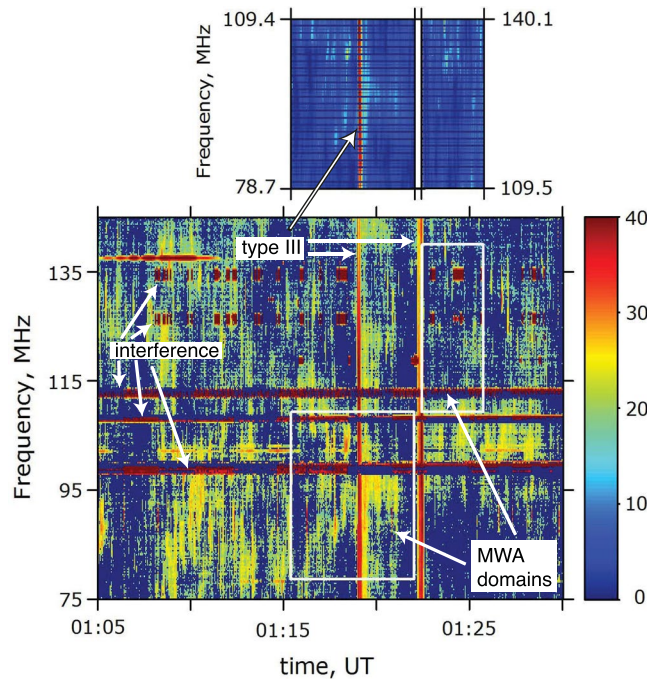 109.4
140.1
Frequency, MHz
78.7
109.5
type III
40
135
30
interference
115
20
Frequency, MHz
95
10
MWA
domains
75
0
01:05
01:15
01:25
time, UT